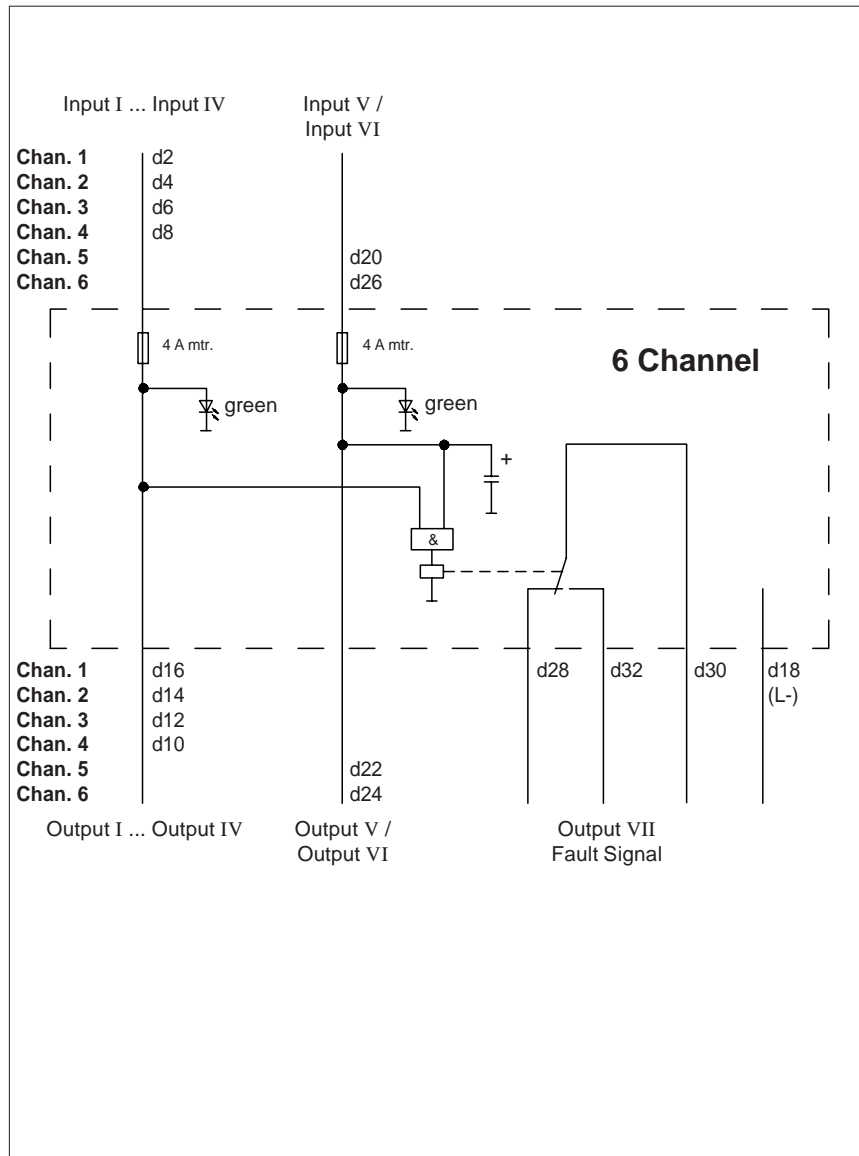 Input I ... Input IV
Input V /
Input VI
Chan. 1 d2
Chan. 2 d4
Chan. 3 d6
Chan. 4 d8
Chan. 5 d20
Chan. 6 d26
4 A mtr.
4 A mtr.
6 Channel
green
green
+
&
Chan. 1 d16
d28
d32
d30
d18
Chan. 2 d14
(L-)
Chan. 3 d12
Chan. 4 d10
Chan. 5 d22
Chan. 6 d24
Output I ... Output IV
Output V /
Output VI
Output VII
Fault Signal